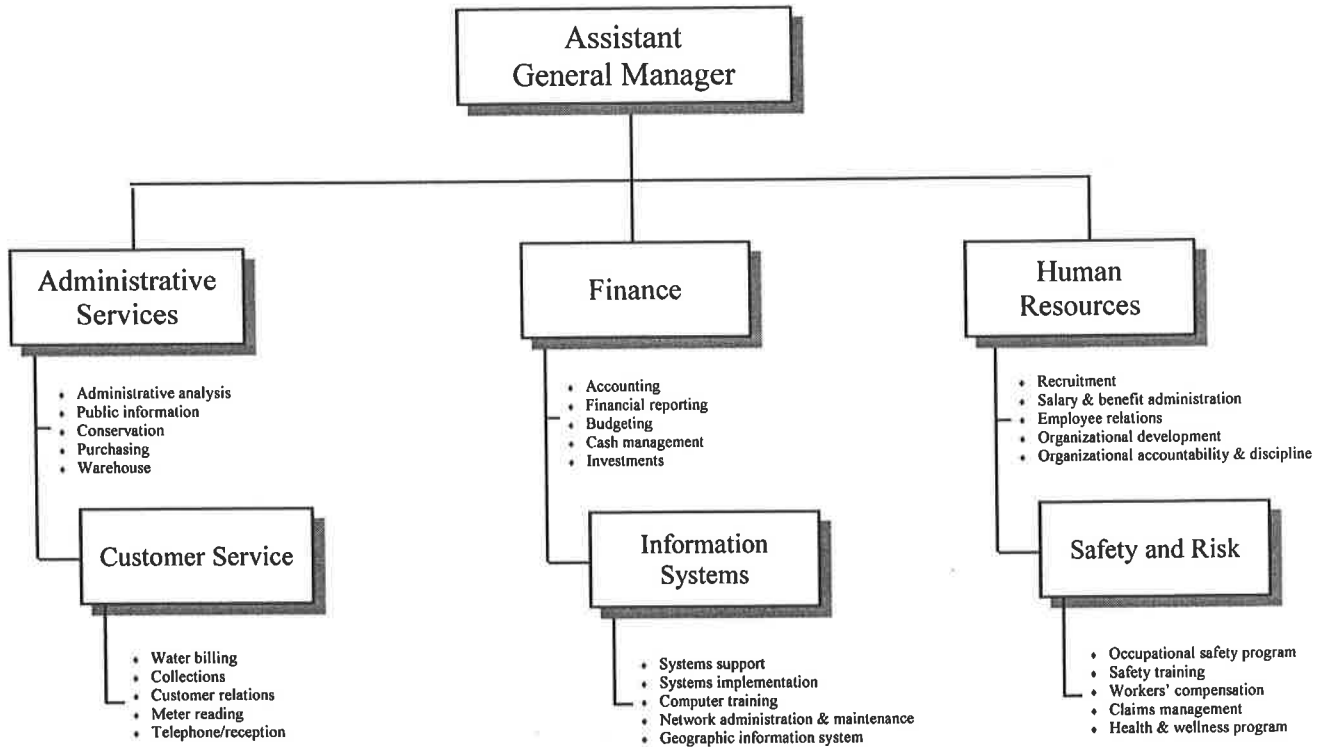 Assistant
General Manager
Administrative
Services
♦ Administrative analysis
♦ Public information
♦ Conservation
♦ Purchasing
♦ Warehouse
Customer Service
♦ Water billing
♦ Collections
♦ Customer relations
♦ Meter reading
♦ Telephone/reception
Finance
♦ Accounting
♦ Financial reporting
♦ Budgeting
♦ Cash management
♦ Investments
Information
Systems
♦ Systems support
♦ Systems implementation
♦ Computer training
♦ Network administration & maintenance
♦ Geographic information system
Human
Resources
♦ Recruitment
♦ Salary & benefit administration
♦ Employee relations
♦ Organizational development
♦ Organizational accountability & discipline
Safety and Risk
♦ Occupational safety program
♦ Safety training
♦ Workers' compensation
♦ Claims management
♦ Health & wellness program